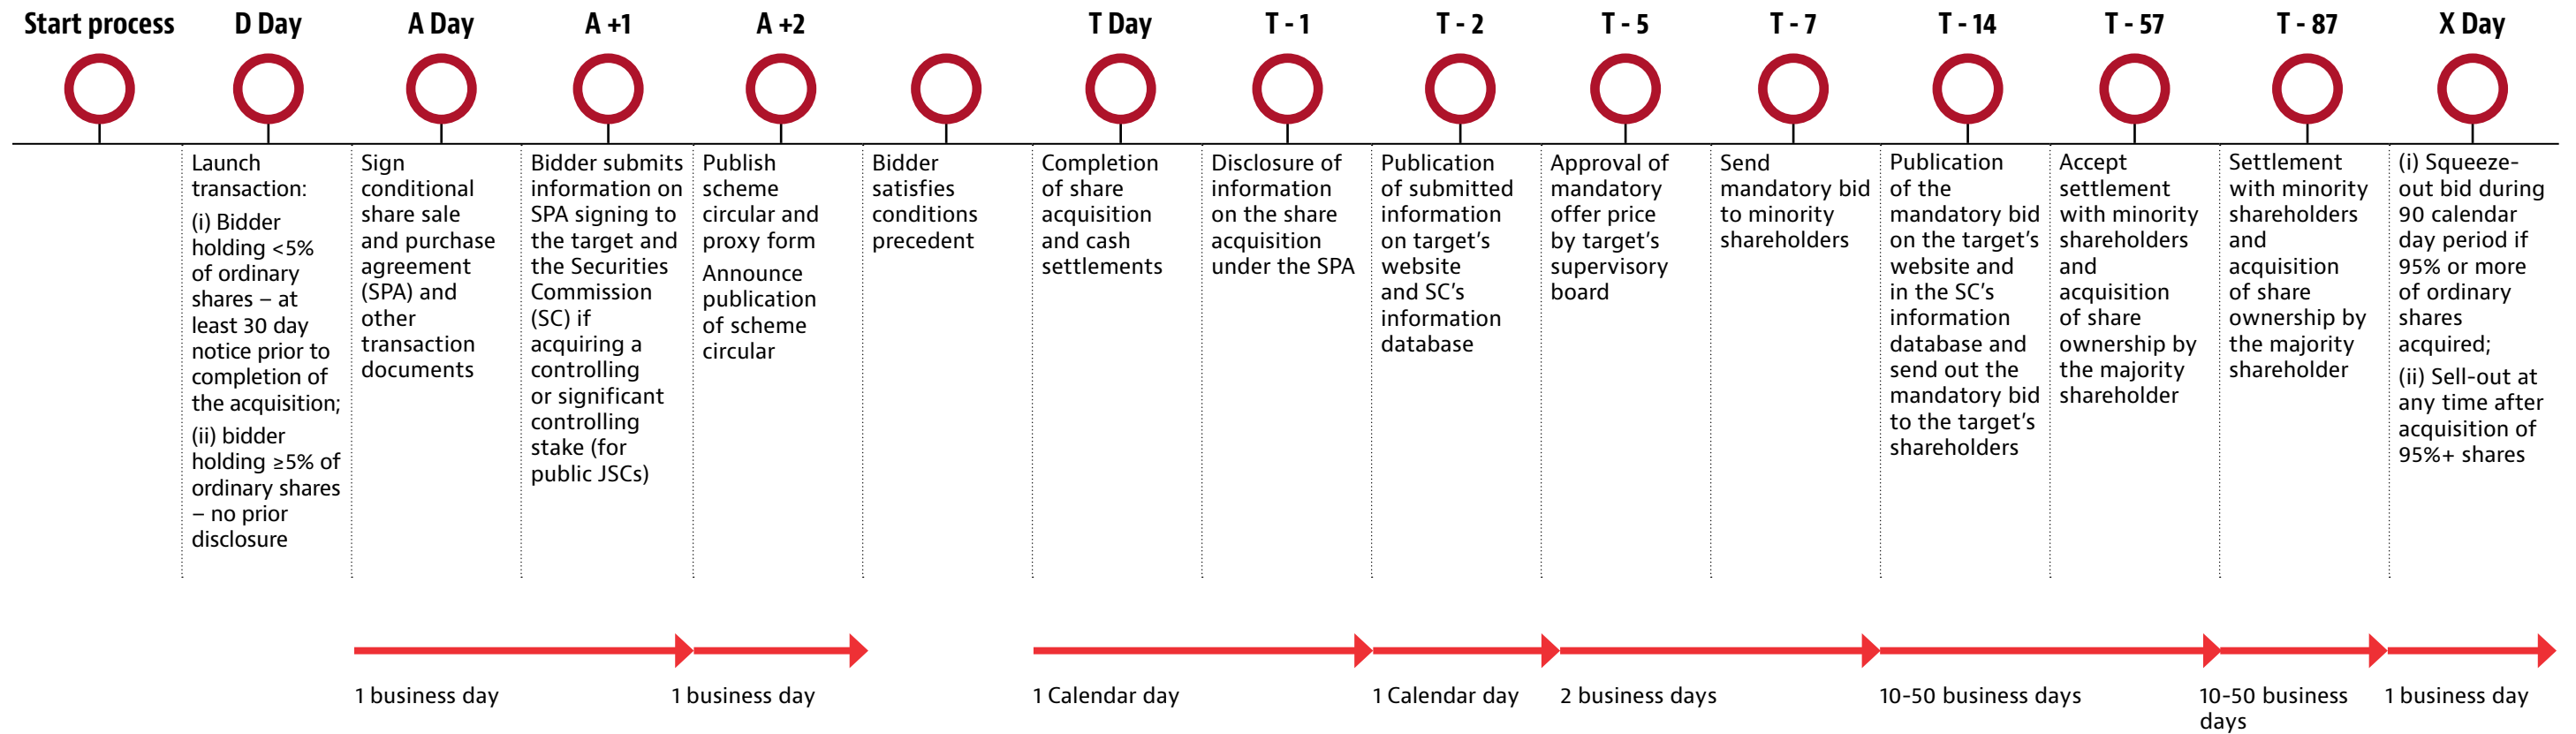 Start process
D Day
A Day
A +1
A +2
T Day
T - 1
T - 2
T - 5
T - 7
T - 14
T - 57
T - 87
X Day
Launch
transaction:
(i) Bidder
holding <5%
of ordinary
shares – at
least 30 day
notice prior to
completion of
the acquisition;
(ii) bidder
holding ≥5% of
ordinary shares
– no prior
disclosure
Sign
conditional
share sale
and purchase
agreement
(SPA) and
other
transaction
documents
Bidder submits
information on
SPA signing to
the target and
the Securities
Commission
(SC) if
acquiring a
controlling
or significant
controlling
stake (for
public JSCs)
Publish
scheme
circular and
proxy form
Announce
publication
of scheme
circular
Bidder
satisfies
conditions
precedent
Completion
of share
acquisition
and cash
settlements
Disclosure of
information
on the share
acquisition
under the SPA
Publication
of submitted
information
on target’s
website
and SC’s
information
database
Approval of
mandatory
offer price
by target’s
supervisory
board
Send
mandatory bid
to minority
shareholders
Publication
of the
mandatory bid
on the target’s
website and
in the SC’s
information
database and
send out the
mandatory bid
to the target’s
shareholders
Accept
settlement
with minority
shareholders
and
acquisition
of share
ownership by
the majority
shareholder
Settlement
with minority
shareholders
and
acquisition
of share
ownership by
the majority
shareholder
(i) Squeeze-
out bid during
90 calendar
day period if
95% or more
of ordinary
shares
acquired;
(ii) Sell-out at
any time after
acquisition of
95%+ shares
1 business day
1 business day
1 Calendar day
1 Calendar day
2 business days
10-50 business days
10-50 business
days
1 business day